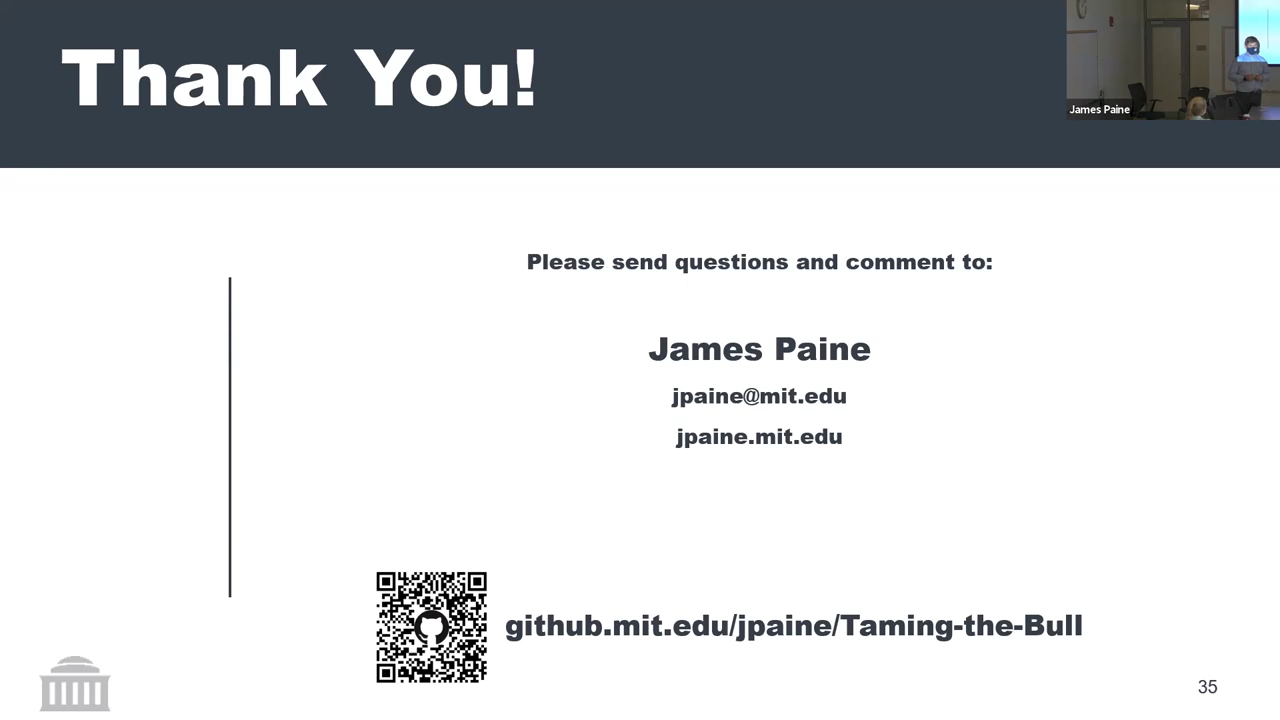 Thank You!
James Paine
Please send questions and comment to:
James Paine
jpaine@mit.edu
jpaine.mit.edu
github.mit.edu/jpaine/Taming-the-Bull
35